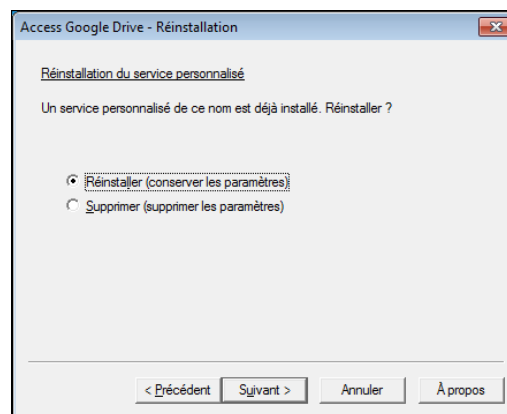 Access Google Drive - Réinstallation
Réinstallation du service personnalisé
Un service personnalisé de ce nom est déjà installé. Réinstaller ?
Réinstaller (conserver les paramètres)
Supprimer (supprimer les paramètres)
< Précédent
Suivant >
Annuler
À propos